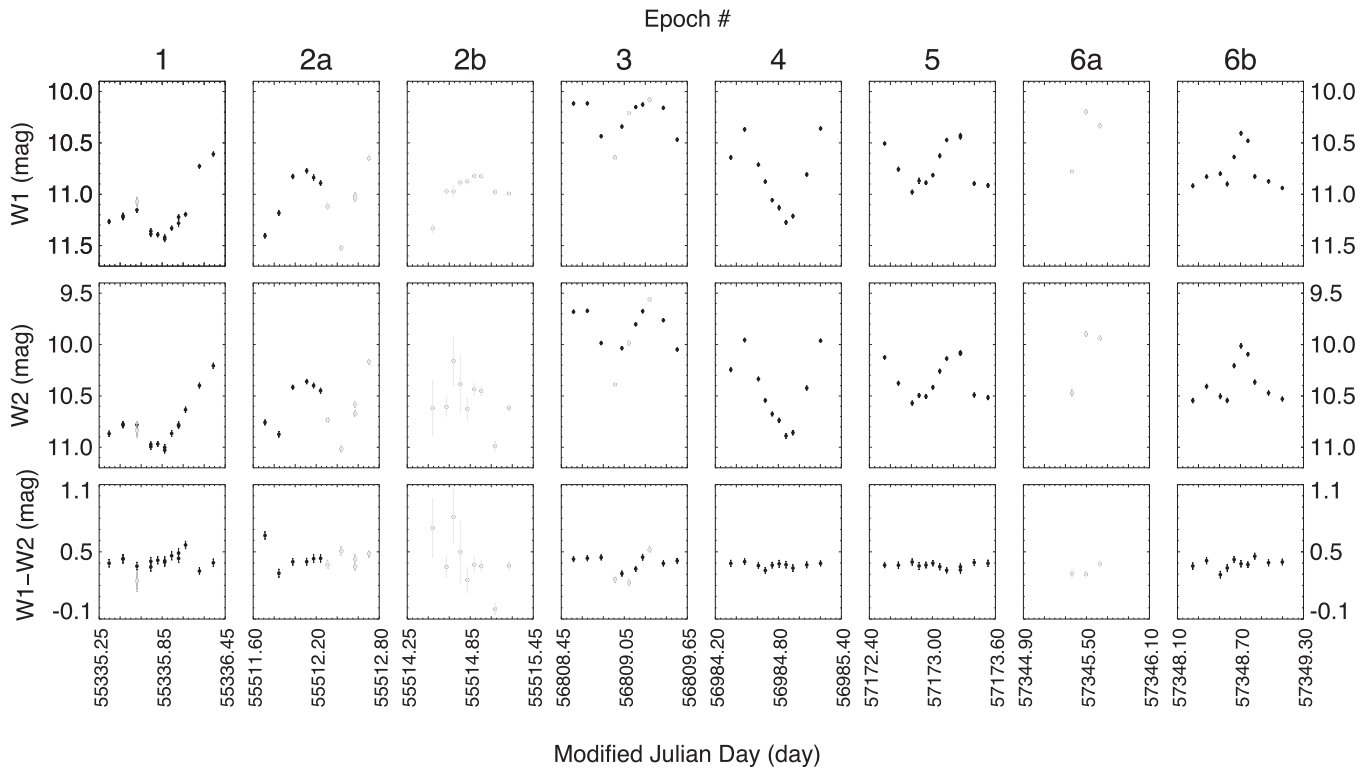 Epoch #
1 2a 2b 3 4 5 6a 6b
W1 (mag)
10.0 10.0
10.5 10.5
11.0 11.0
11.5 11.5
W2 (mag)
9.5 9.5
10.0 10.0
10.5 10.5
11.0 11.0
W1−W2 (mag)
1.1 1.1
0.5 0.5
-0.1 -0.1
55335.25 55335.85 55336.45 55511.60 55512.20 55512.80 55514.25 55514.85 55515.45 56808.45 56809.05 56809.65 56984.20 56984.80 56985.40 57172.40 57173.00 57173.60 57344.90 57345.50 57346.10 57348.10 57348.70 57349.30
Modified Julian Day (day)